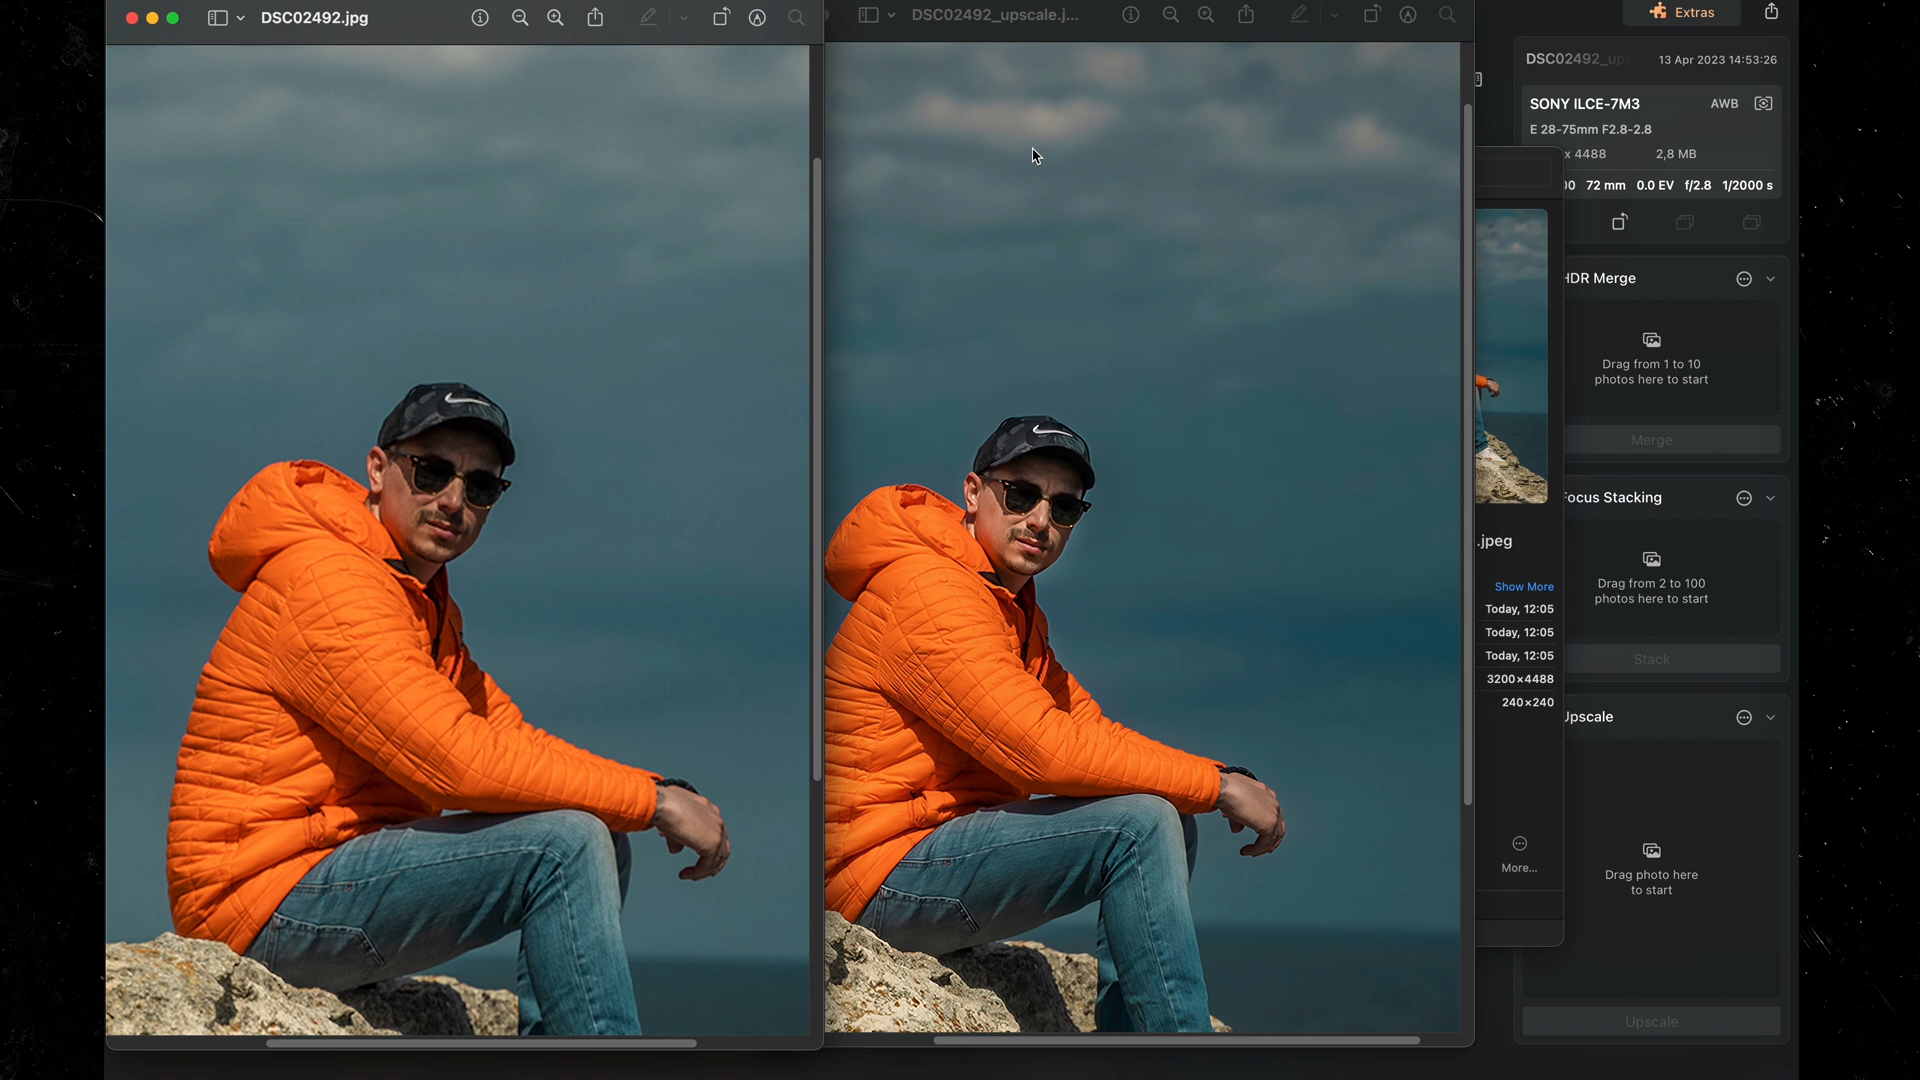 DSC02492.jpg
DSC02492_upscale.j...
Extras
DSC02492_up
13 Apr 2023 14:53:26
SONY ILCE-7M3
AWB
E 28-75mm F2.8-2.8
x 4488
2,8 MB
00
72 mm
0.0 EV
f/2.8
1/2000 s
HDR Merge
Drag from 1 to 10
photos here to start
Merge
Focus Stacking
.jpeg
Drag from 2 to 100
photos here to start
Show More
Today, 12:05
Today, 12:05
Today, 12:05
Stack
3200×4488
240×240
Upscale
Drag photo here
to start
More...
Upscale